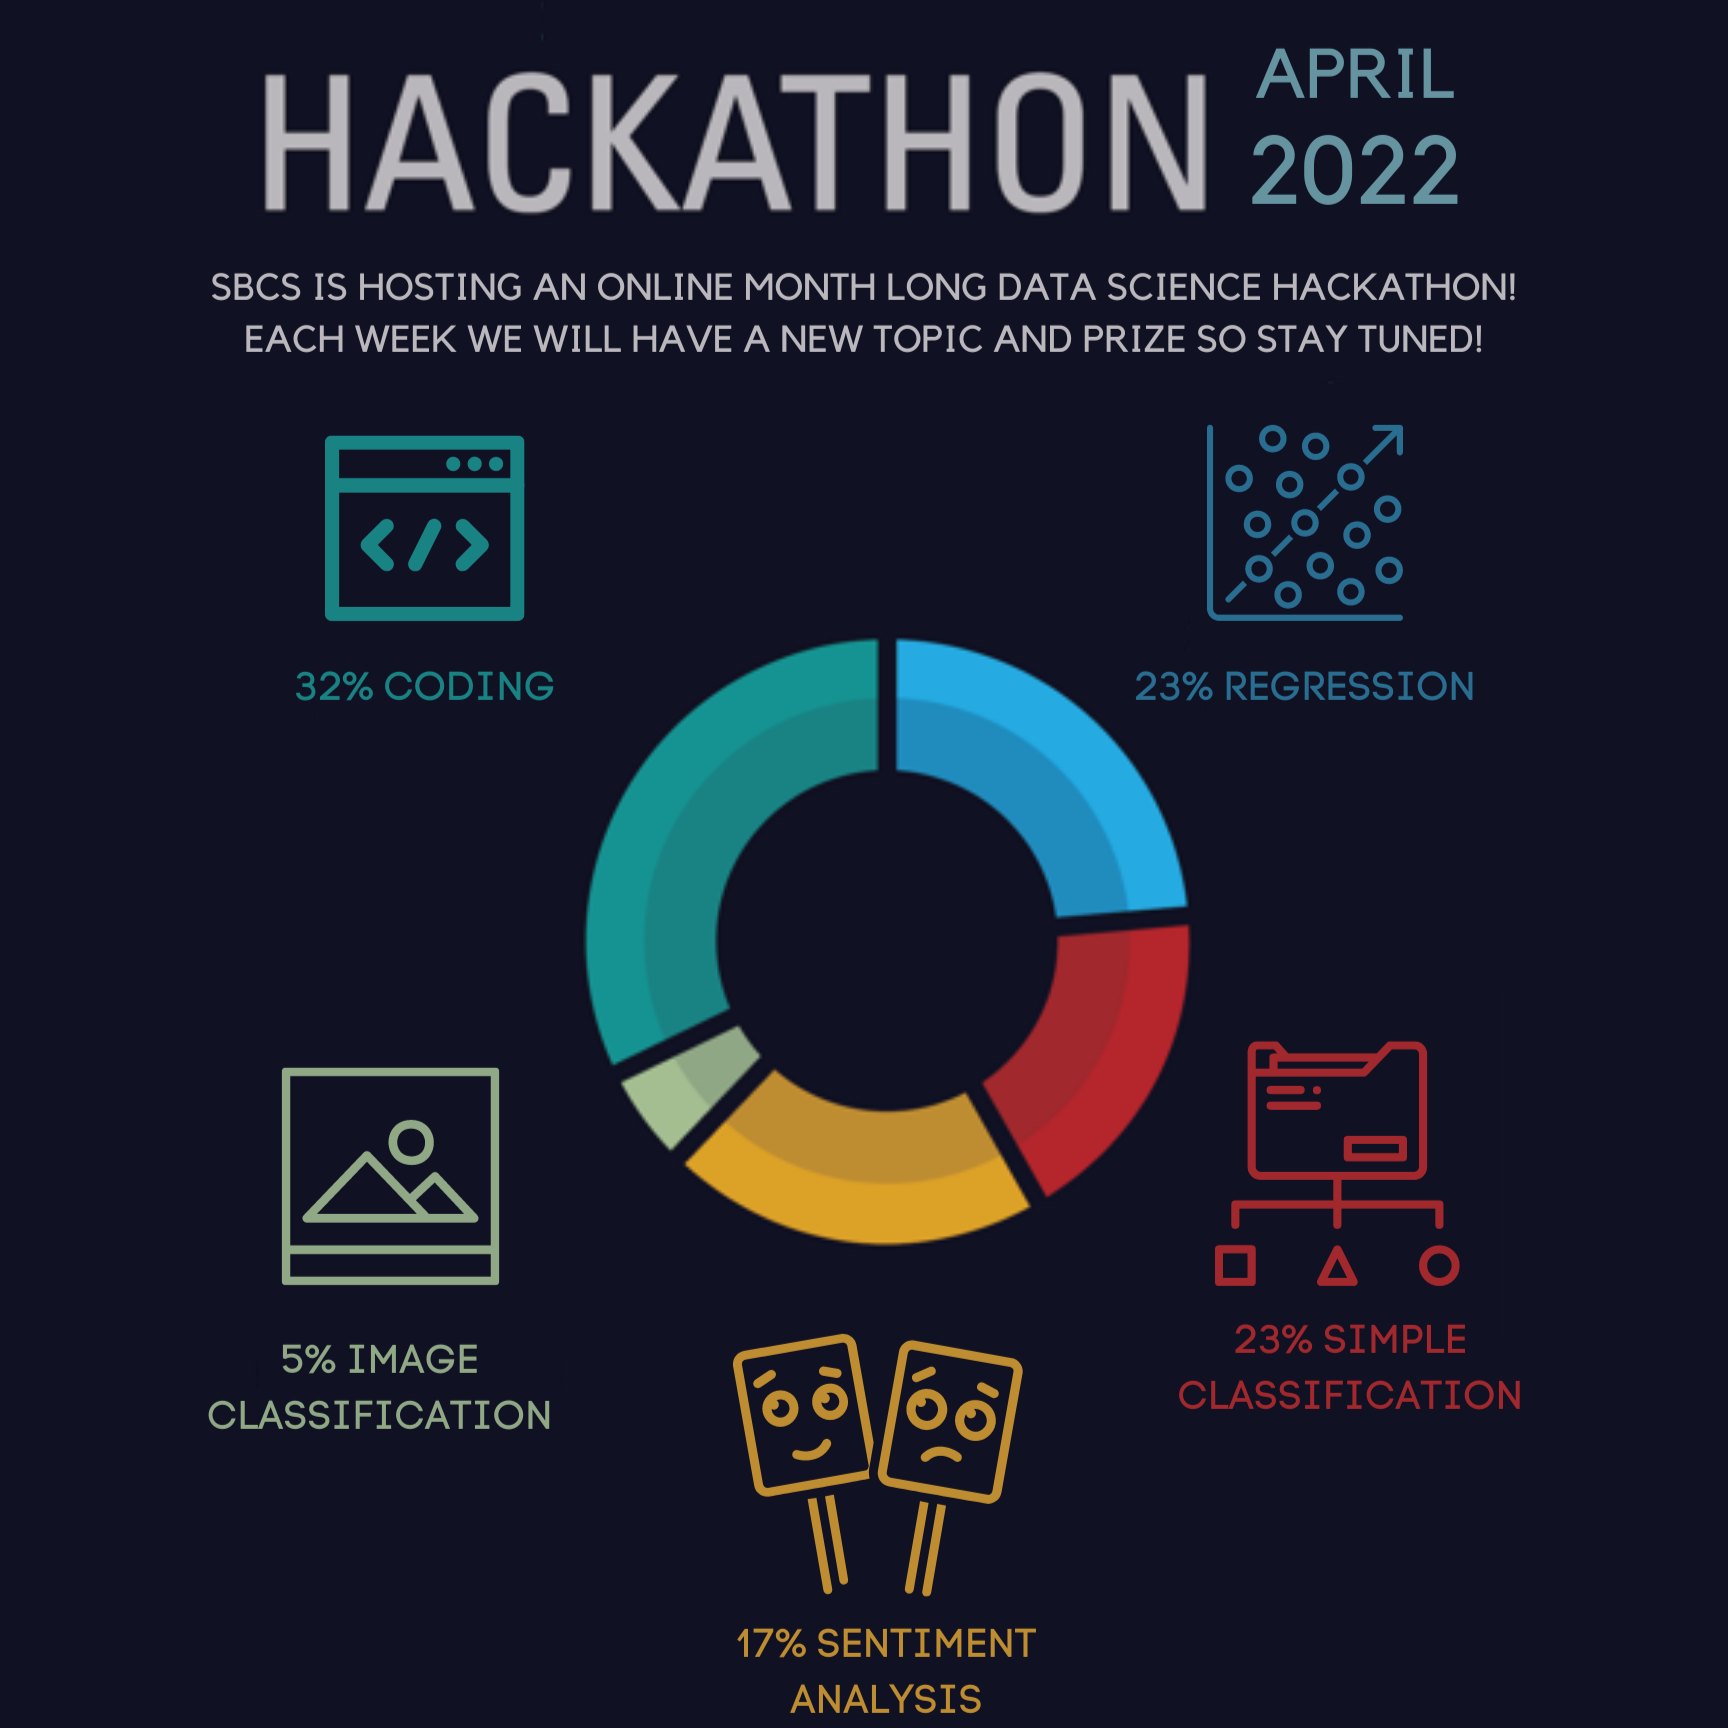 HACKATHON
APRIL
2022
SBCS IS HOSTING AN ONLINE MONTH LONG DATA SCIENCE HACKATHON!
EACH WEEK WE WILL HAVE A NEW TOPIC AND PRIZE SO STAY TUNED!
</>
32% CODING
23% REGRESSION
5% IMAGE
CLASSIFICATION
23% SIMPLE
CLASSIFICATION
17% SENTIMENT
ANALYSIS